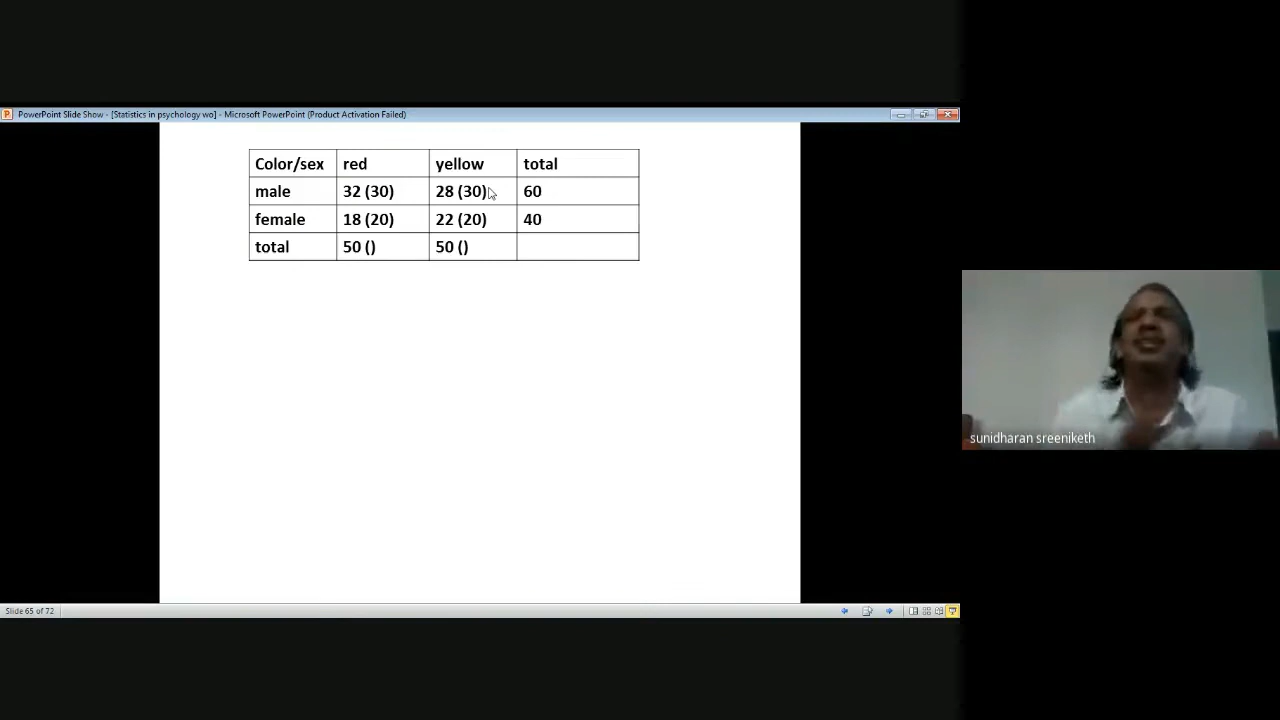 PowerPoint Slide Show - [Statistics in psychology wo] - Microsoft PowerPoint (Product Activation Failed)
Color/sex red yellow total
male 32 (30) 28 (30) 60
female 18 (20) 22 (20) 40
total 50 () 50 ()
sunidharan sreeniketh
Slide 65 of 72